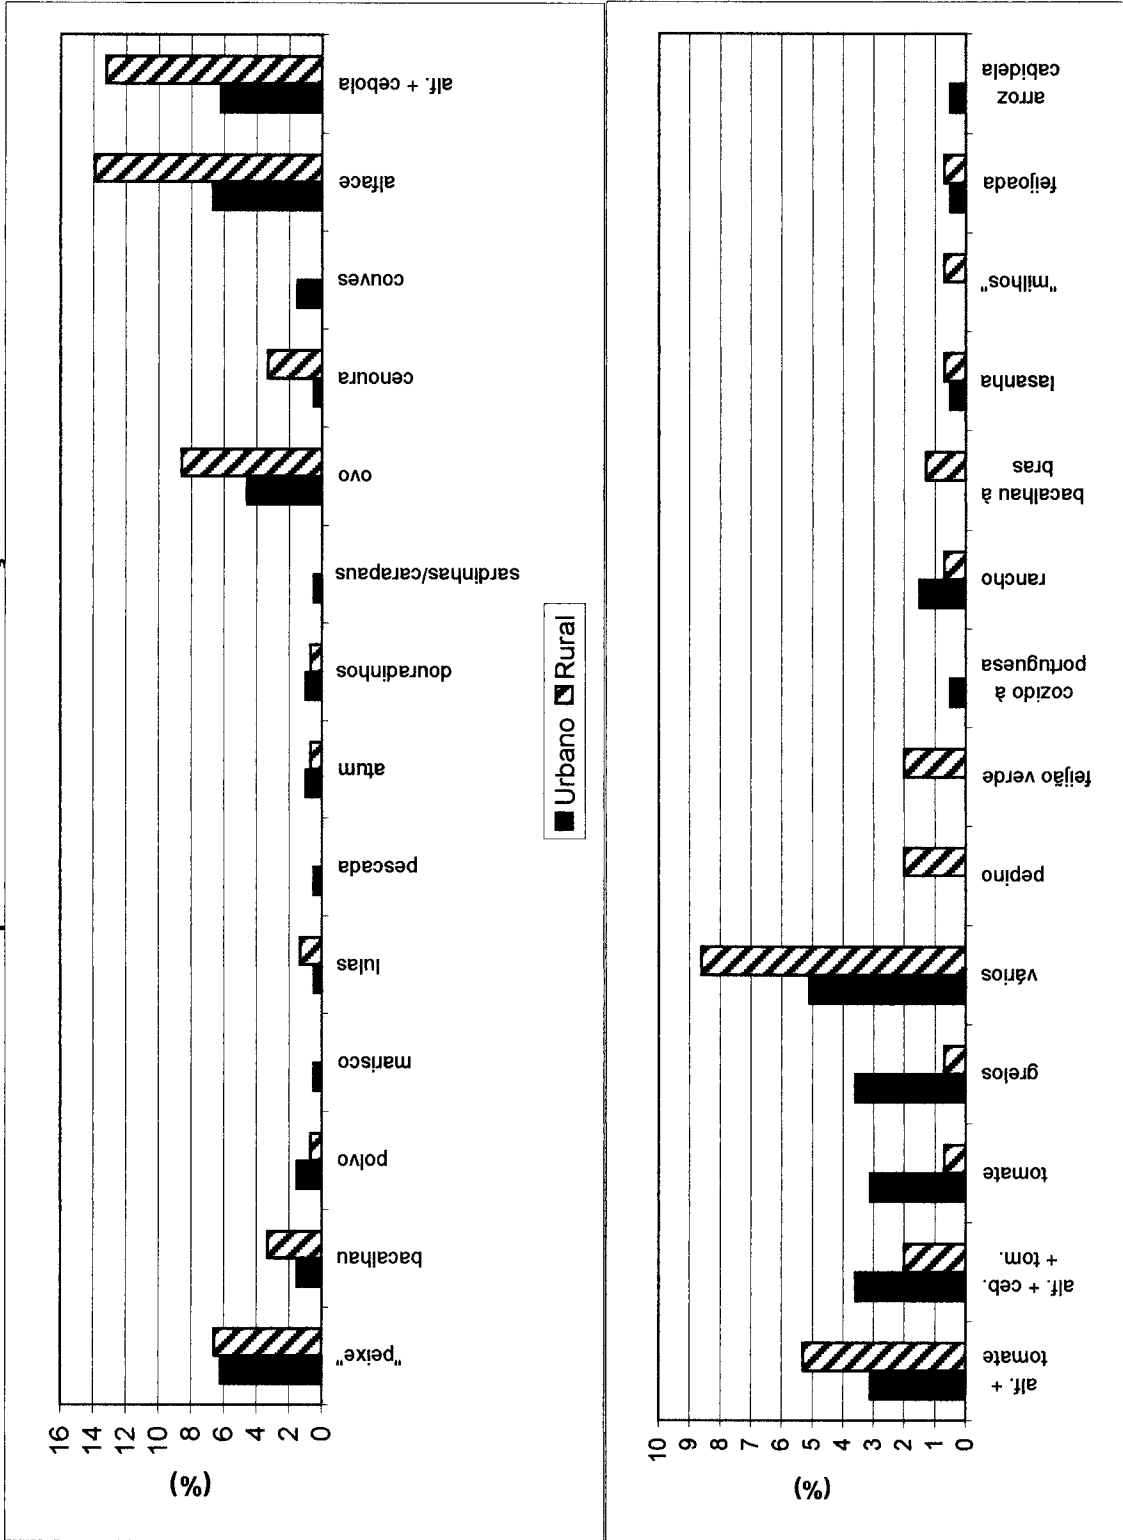 16
14
12
10
8
6
4
2
0
(%)
"peixe"
bacalhau
polvo
marisco
lulas
pescada
atum
douradinhos
sardinhas/carapaus
ovo
cenoura
couves
alface
alf. + cebola
Urbano
Rural
10
9
8
7
6
5
4
3
2
1
0
(%)
alf. +
tomate
alf. + ceb.
+ tom.
tomate
grelos
vários
pepino
feijão verde
cozido à
portuguesa
rancho
bacalhau à
bras
lasanha
"milhos"
feijoada
arroz
cabidela